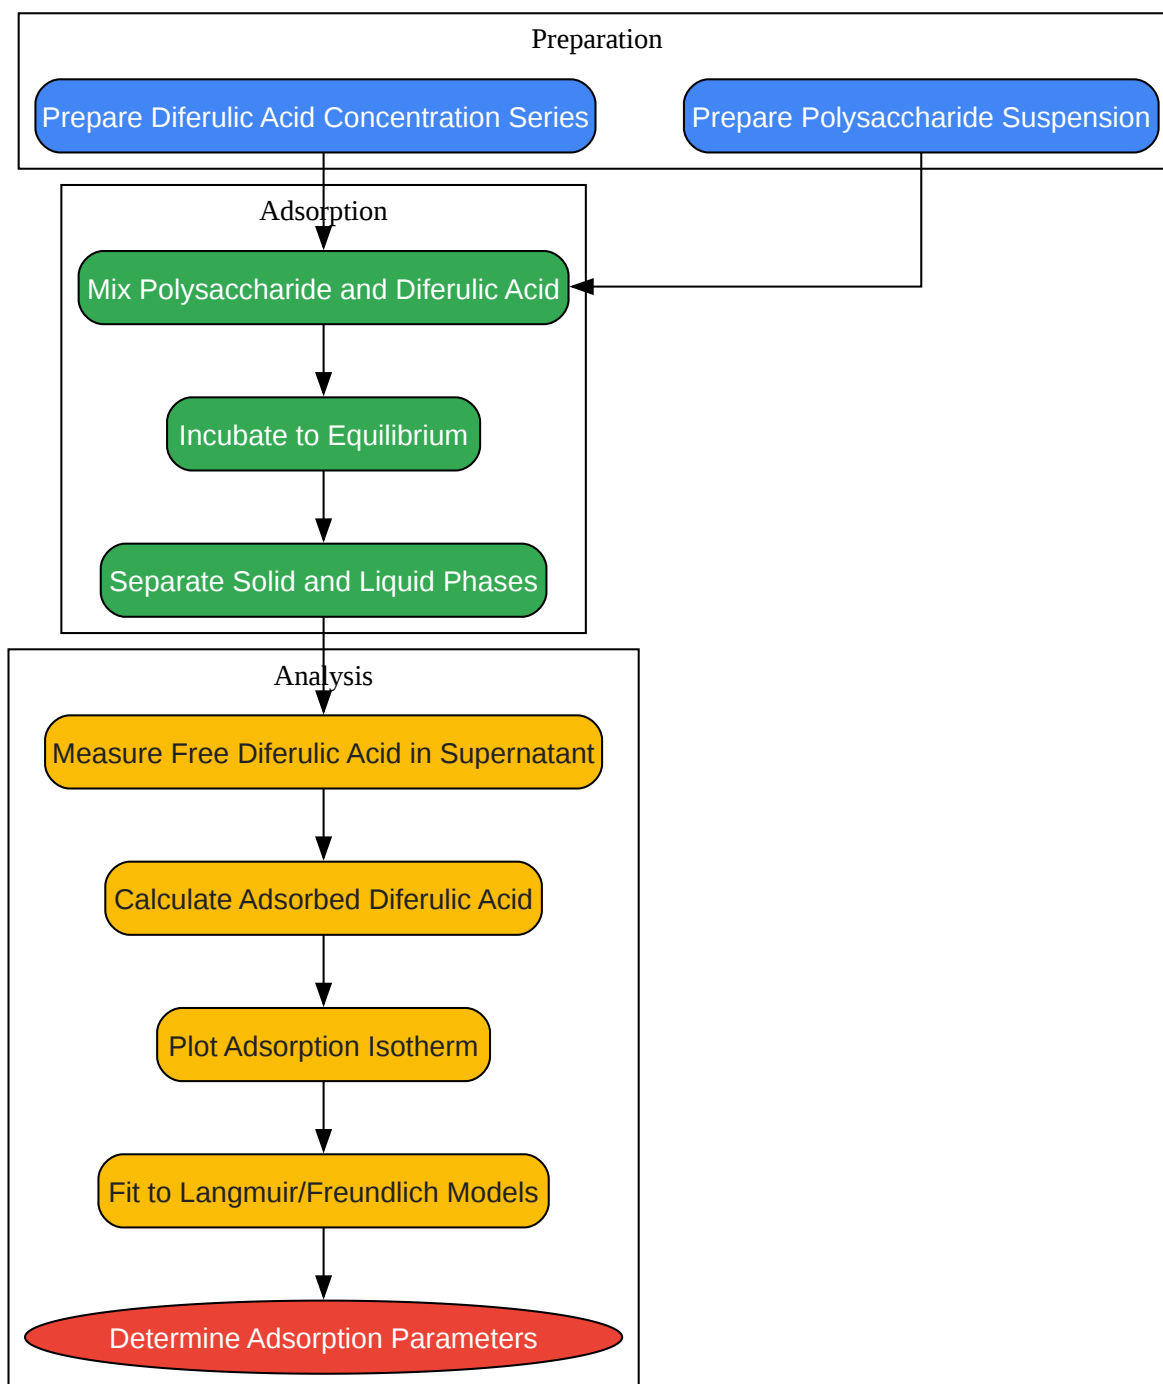 Preparation
Prepare Diferulic Acid Concentration Series
Prepare Polysaccharide Suspension
Adsorption
Mix Polysaccharide and Diferulic Acid
Incubate to Equilibrium
Separate Solid and Liquid Phases
Analysis
Measure Free Diferulic Acid in Supernatant
Calculate Adsorbed Diferulic Acid
Plot Adsorption Isotherm
Fit to Langmuir/Freundlich Models
Determine Adsorption Parameters